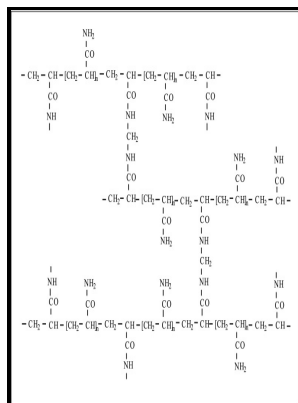 NH₂
CO
– CH₂ – CH – [CH₂ – CH]ₙ – CH₂ – CH – [CH₂ – CH]ₙ – CH₂ – CH –
CO CO CO CO
NH NH NH₂ NH
CH₂
NH NH₂ NH
CO CO CO
– CH₂ – CH – [CH₂ – CH]ₙ – CH₂ – CH – [CH₂ – CH]ₙ – CH₂ – CH –
CO CO
NH₂ NH
CH₂
NH NH₂ NH₂ NH NH
CO CO CO CO CO
– CH₂ – CH – [CH₂ – CH]ₙ – CH₂ – CH – [CH₂ – CH]ₙ – CH₂ – CH – [CH₂ – CH]ₙ – CH₂ – CH –
CO CO
NH NH₂